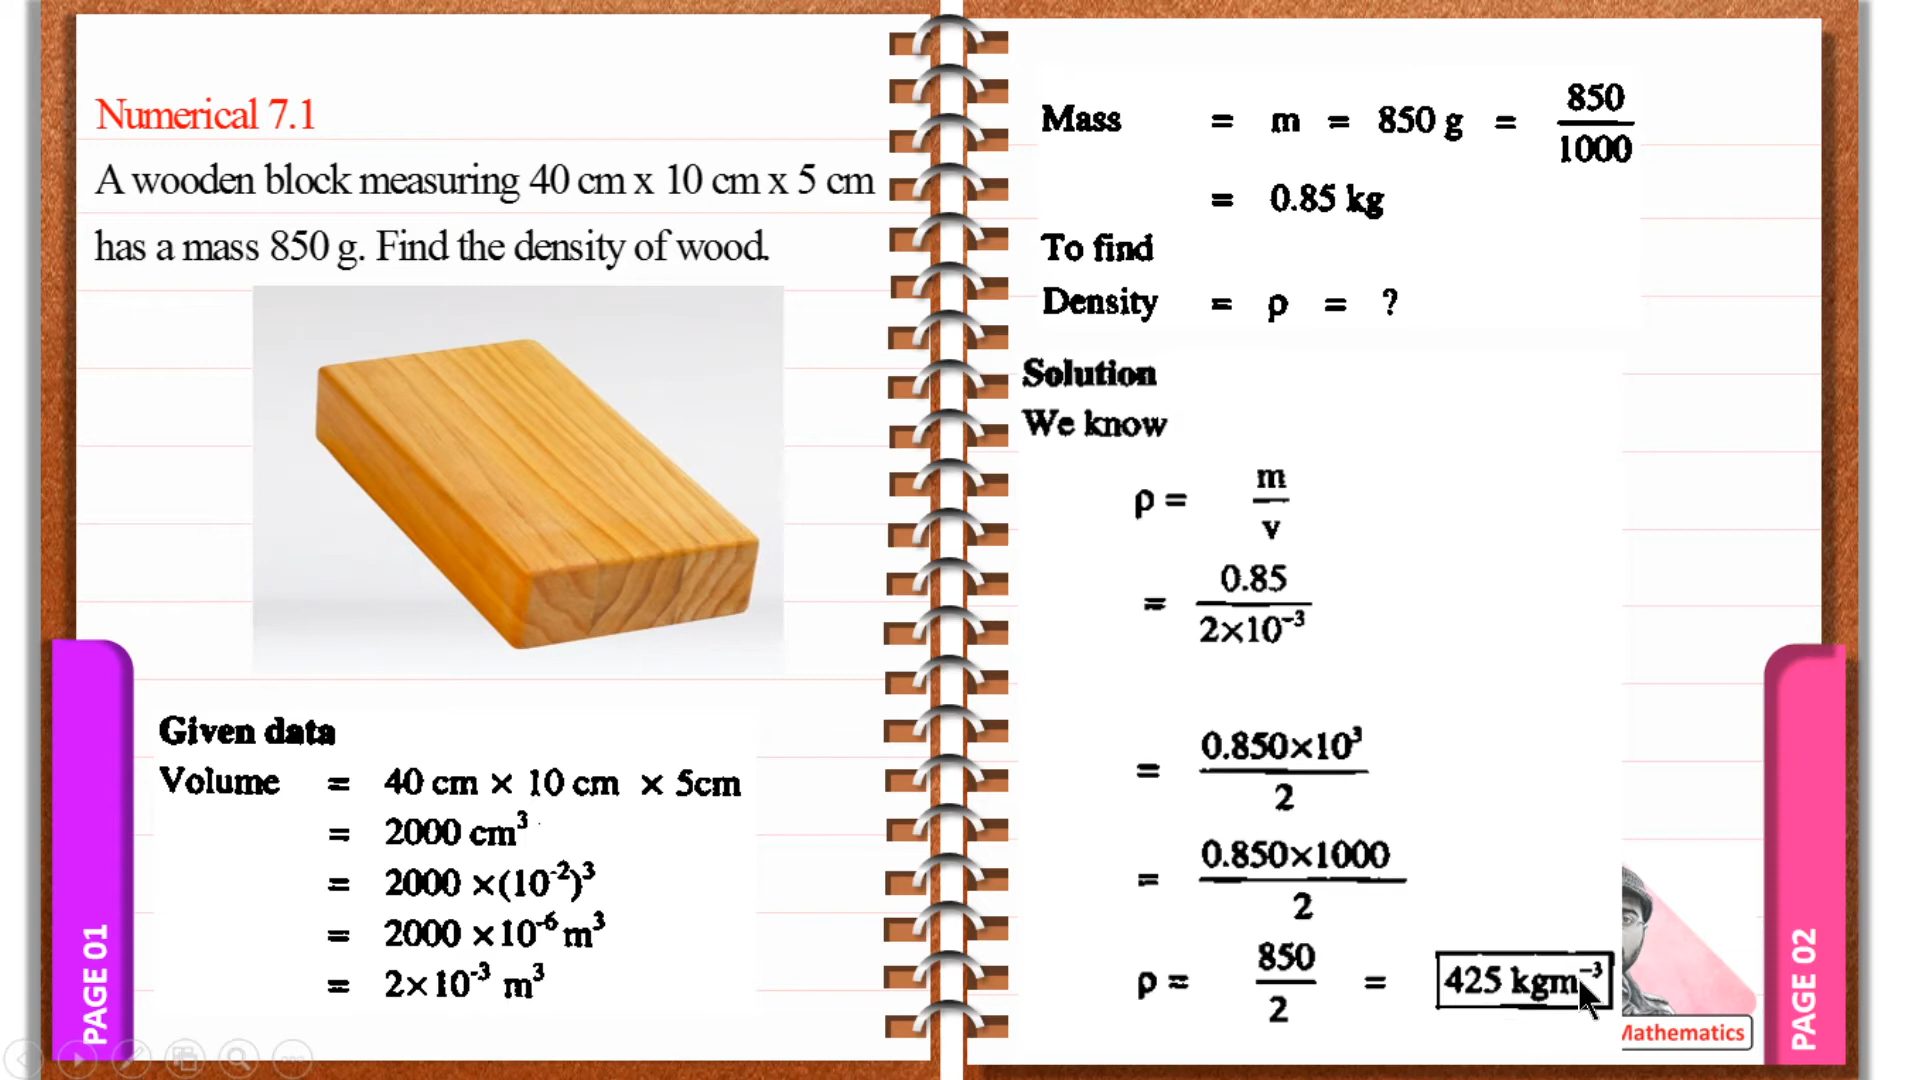 Numerical 7.1
A wooden block measuring 40 cm x 10 cm x 5 cm
has a mass 850 g. Find the density of wood.
Given data
Volume = 40 cm × 10 cm × 5cm
= 2000 cm³
= 2000 ×(10⁻²)³
= 2000 ×10⁻⁶ m³
= 2×10⁻³ m³
PAGE 01
Mass = m = 850 g = 850/1000
= 0.85 kg
To find
Density = ρ = ?
Solution
We know
ρ = m/v
= 0.85/2×10⁻³
= 0.850×10³/2
= 0.850×1000/2
ρ = 850/2 = 425 kgm⁻³
Mathematics
PAGE 02